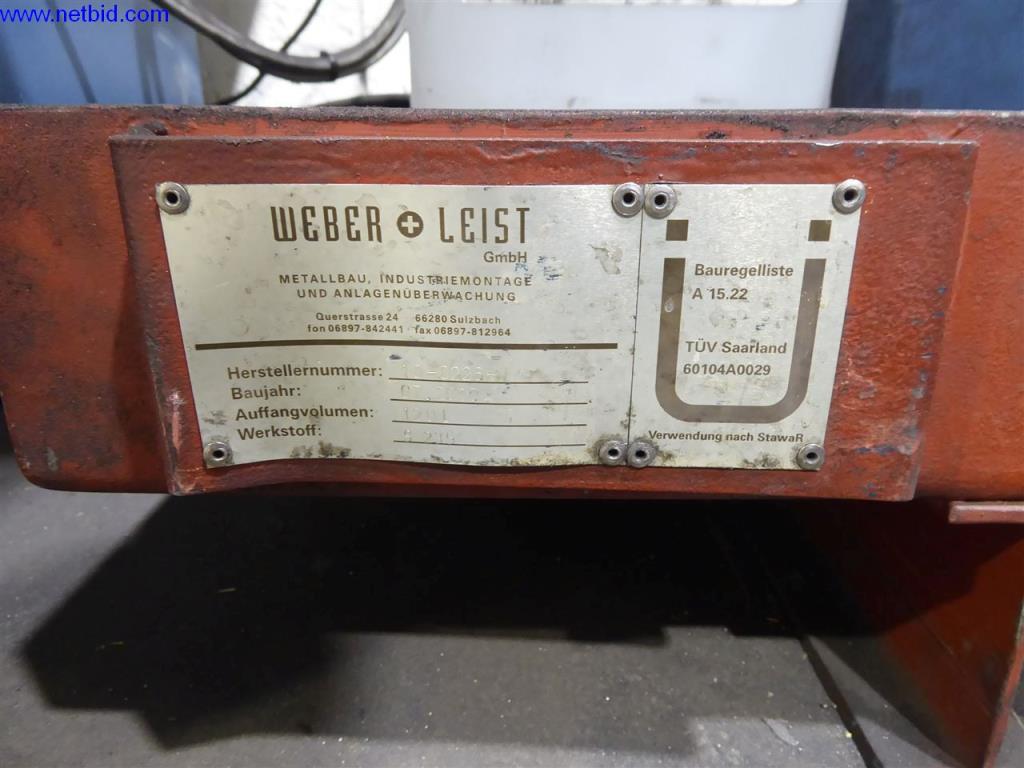 www.netbid.com
WEBER + LEIST
GmbH
METALLBAU, INDUSTRIEMONTAGE
UND ANLAGENÜBERWACHUNG
Querstrasse 24 66280 Sulzbach
fon 06897-842441 fax 06897-812964
Herstellernummer:
Baujahr:
Auffangvolumen:
Werkstoff:
Ü
Bauregelliste
A 15.22
TÜV Saarland
60104A0029
Verwendung nach StawaR